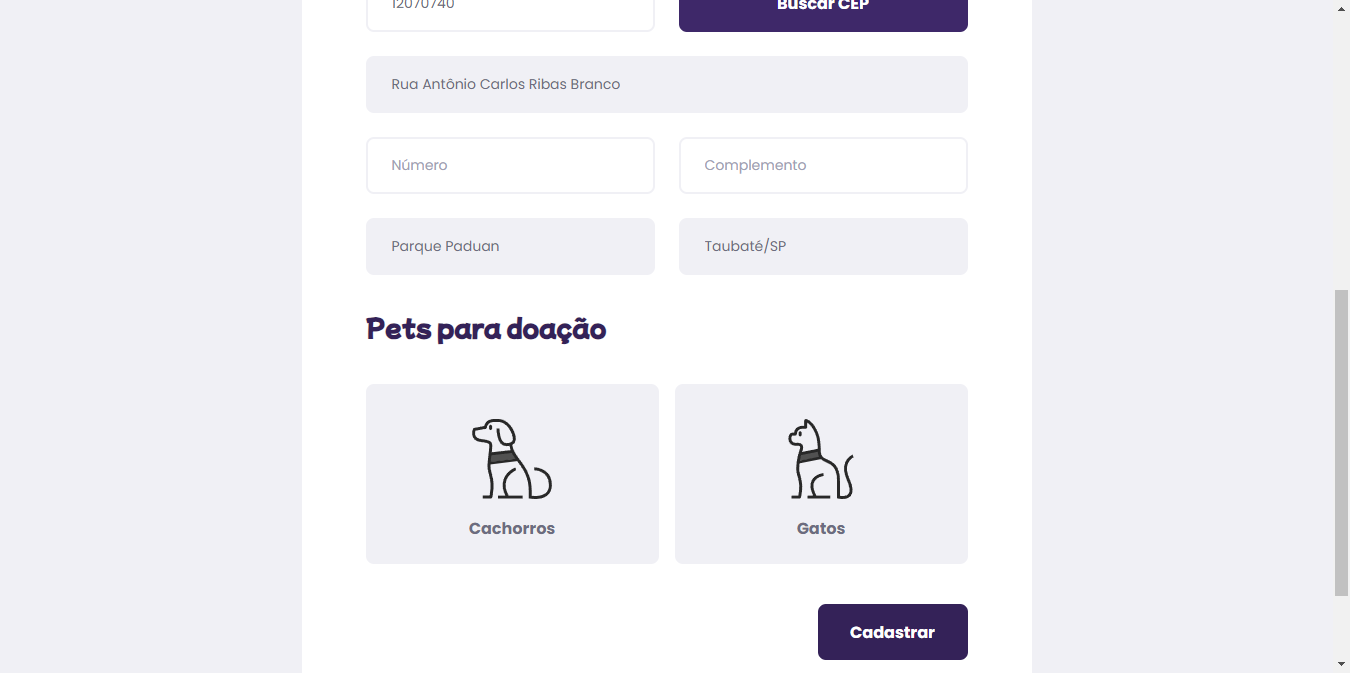 12070740
Buscar CEP
Rua Antônio Carlos Ribas Branco
Número
Complemento
Parque Paduan
Taubaté/SP
Pets para doação
Cachorros
Gatos
Cadastrar